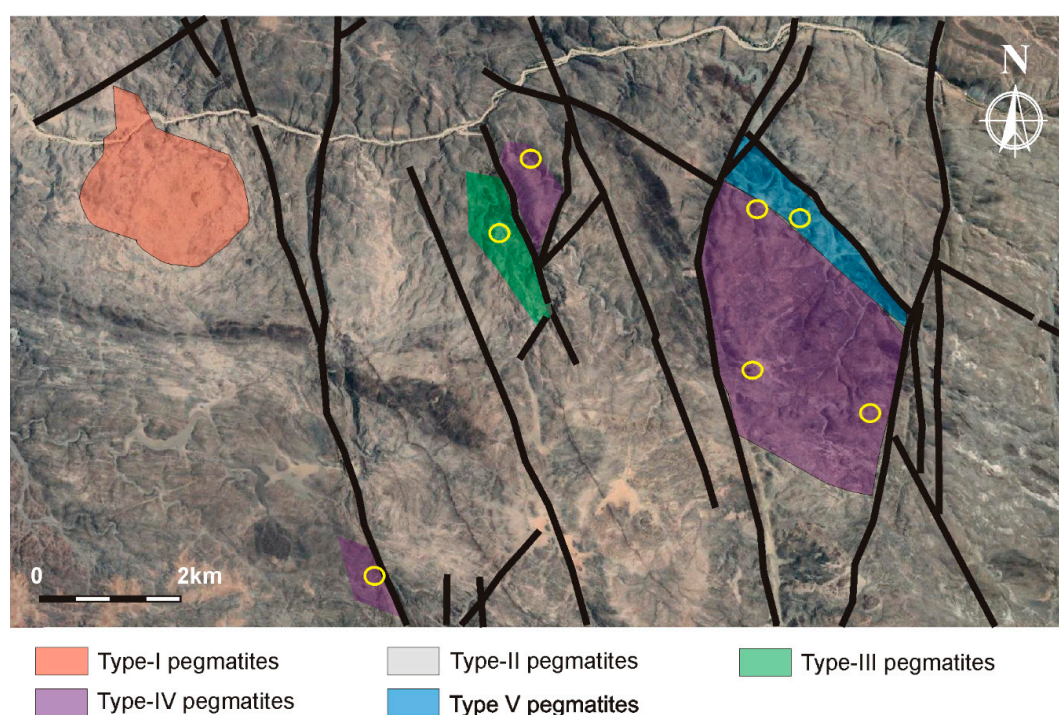 N
0 2km
Type-I pegmatites
Type-II pegmatites
Type-III pegmatites
Type-IV pegmatites
Type V pegmatites